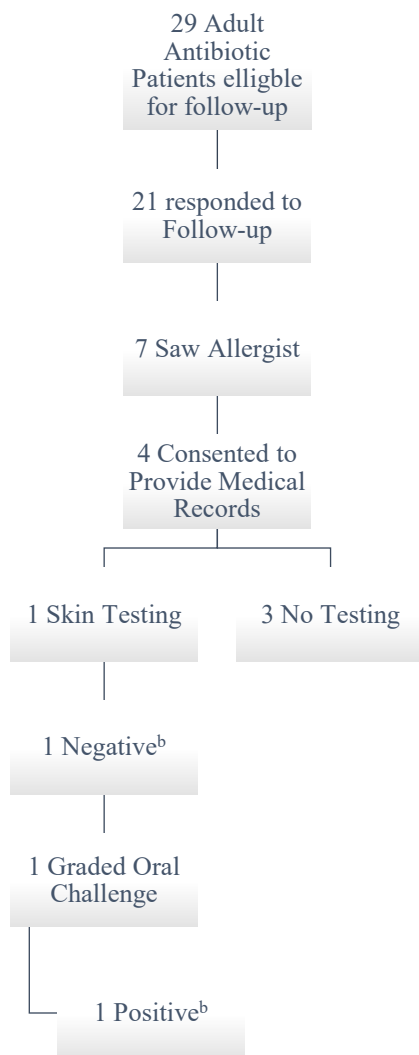 29 Adult
Antibiotic
Patients elligble
for follow-up
21 responded to
Follow-up
7 Saw Allergist
4 Consented to
Provide Medical
Records
1 Skin Testing
3 No Testing
1 Negativeᵇ
1 Graded Oral
Challenge
1 Positiveᵇ